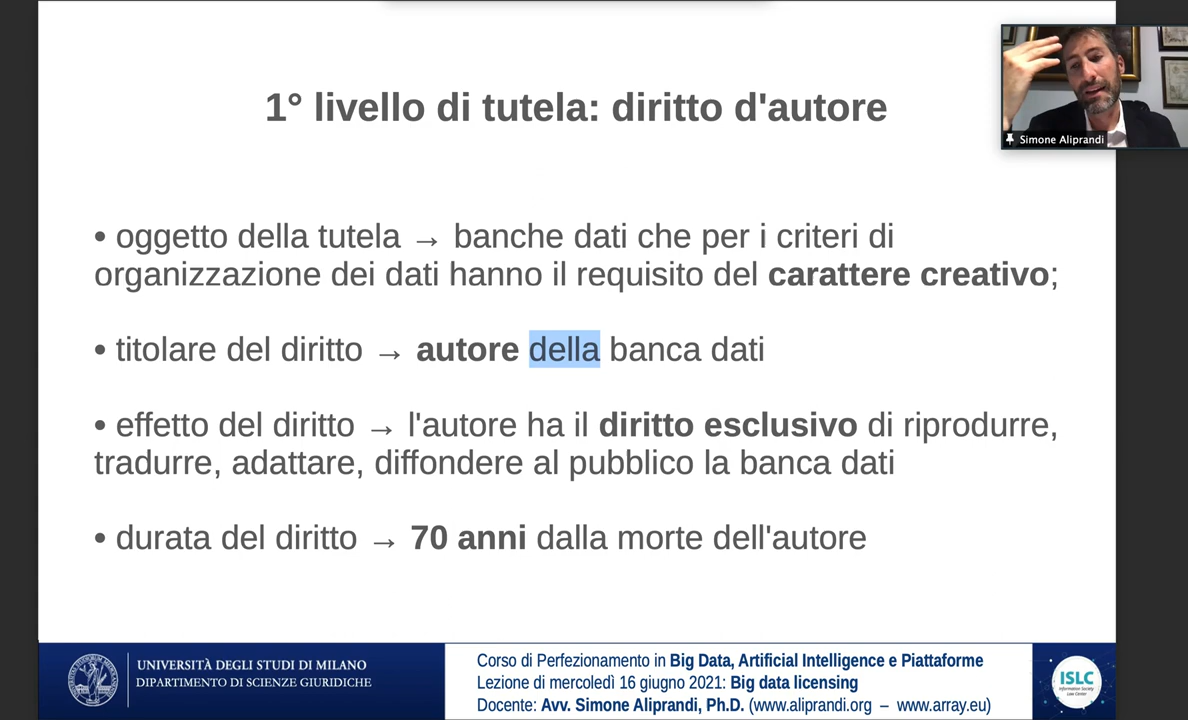 1° livello di tutela: diritto d'autore
Simone Aliprandi
• oggetto della tutela → banche dati che per i criteri di
organizzazione dei dati hanno il requisito del carattere creativo;
• titolare del diritto → autore della banca dati
• effetto del diritto → l'autore ha il diritto esclusivo di riprodurre,
tradurre, adattare, diffondere al pubblico la banca dati
• durata del diritto → 70 anni dalla morte dell'autore
UNIVERSITÀ DEGLI STUDI DI MILANO
DIPARTIMENTO DI SCIENZE GIURIDICHE
Corso di Perfezionamento in Big Data, Artificial Intelligence e Piattaforme
Lezione di mercoledì 16 giugno 2021: Big data licensing
Docente: Avv. Simone Aliprandi, Ph.D. (www.aliprandi.org – www.array.eu)
ISLC
Information Society
Law Center